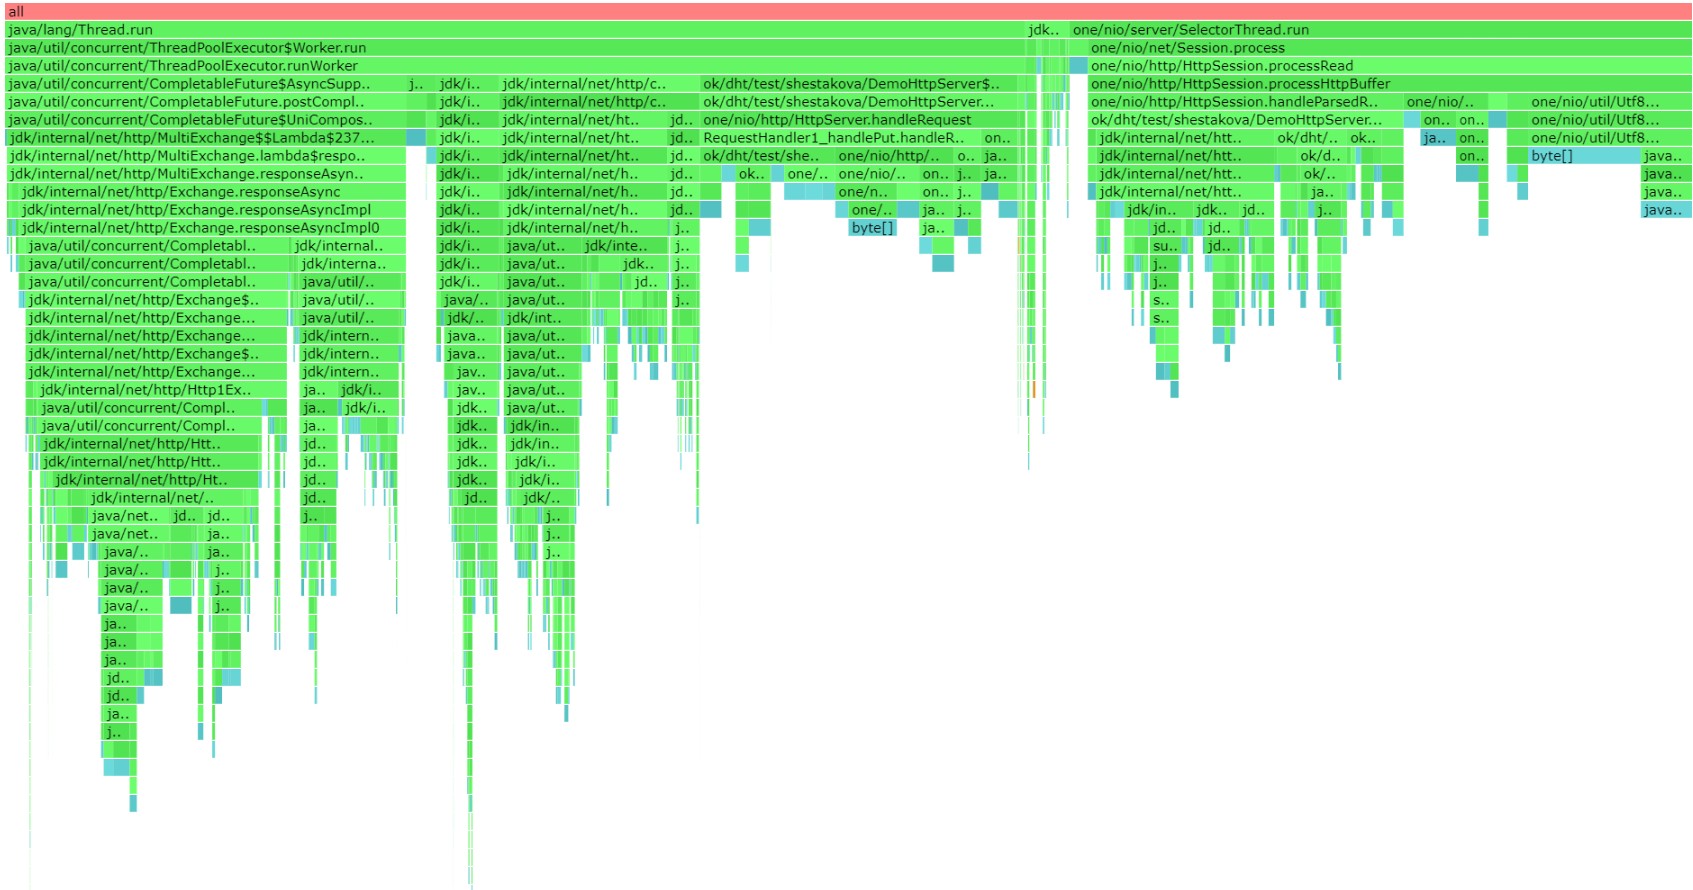 all
java/lang/Thread.run jdk.. one/nio/server/SelectorThread.run
java/util/concurrent/ThreadPoolExecutor$Worker.run one/nio/net/Session.process
java/util/concurrent/ThreadPoolExecutor.runWorker one/nio/http/HttpSession.processRead
java/util/concurrent/CompletableFuture$AsyncSupp.. j.. jdk/i.. jdk/internal/net/http/c.. ok/dht/test/shestakova/DemoHttpServer$.. one/nio/http/HttpSession.processHttpBuffer
java/util/concurrent/CompletableFuture.postCompl.. jdk/i.. jdk/internal/net/http/c.. ok/dht/test/shestakova/DemoHttpServer... one/nio/http/HttpSession.handleParsedR.. one/nio/.. one/nio/util/Utf8...
java/util/concurrent/CompletableFuture$UniCompos.. jdk/i.. jdk/internal/net/ht.. jd.. one/nio/http/HttpServer.handleRequest ok/dht/test/shestakova/DemoHttpServer... on.. on.. one/nio/util/Utf8...
jdk/internal/net/http/MultiExchange$$Lambda$237... jdk/i.. jdk/internal/net/ht.. jd.. RequestHandler1_handlePut.handleR.. on.. jdk/internal/net/htt.. ok/dht/.. ok.. ja.. on.. one/nio/util/Utf8...
jdk/internal/net/http/MultiExchange.lambda$respo.. jdk/i.. jdk/internal/net/ht.. jd.. ok/dht/test/she.. one/nio/http/.. o.. ja.. jdk/internal/net/htt.. ok/d.. on.. byte[] java..
jdk/internal/net/http/MultiExchange.responseAsyn.. jdk/i.. jdk/internal/net/h.. jd.. ok.. one/.. one/nio/.. on.. j.. ja.. jdk/internal/net/htt.. ok/.. java..
jdk/internal/net/http/Exchange.responseAsync jdk/i.. jdk/internal/net/h.. jd.. one/n.. on.. j.. jdk/internal/net/htt.. ja.. java..
jdk/internal/net/http/Exchange.responseAsyncImpl jdk/i.. jdk/internal/net/h.. jd.. one/.. ja.. j.. jdk/in.. jdk.. jd.. j.. java..
jdk/internal/net/http/Exchange.responseAsyncImpl0 jdk/i.. jdk/internal/net/h.. j.. byte[] ja.. jd.. jd..
java/util/concurrent/Completabl.. jdk/internal.. jdk/i.. java/ut.. jdk/inte.. j.. su.. jd..
java/util/concurrent/Completabl.. jdk/interna.. jdk/i.. java/ut.. jdk.. j.. j..
java/util/concurrent/Completabl.. java/util/.. jdk/i.. java/ut.. jd.. j.. j..
jdk/internal/net/http/Exchange$.. java/util/.. java/.. java/ut.. j.. s..
jdk/internal/net/http/Exchange... java/util/.. jdk/.. jdk/int.. s..
jdk/internal/net/http/Exchange... jdk/intern.. java.. java/ut..
jdk/internal/net/http/Exchange$.. jdk/intern.. java.. java/ut..
jdk/internal/net/http/Exchange... jdk/intern.. jav.. java/ut..
jdk/internal/net/http/Http1Ex.. ja.. jdk/i.. jav.. java/ut..
java/util/concurrent/Compl.. ja.. jdk/i.. jdk.. java/ut..
java/util/concurrent/Compl.. ja.. jdk.. jdk/in..
jdk/internal/net/http/Htt.. jd.. jdk.. jdk/in..
jdk/internal/net/http/Htt.. jd.. jdk.. jdk/i..
jdk/internal/net/http/Ht.. jd.. jdk.. jdk/i..
jdk/internal/net/.. jd.. jd.. jdk/..
java/net.. jd.. jd.. j.. j..
java/net.. ja.. j..
java/.. ja.. j..
java/.. j..
java/.. j..
java/.. j..
ja..
ja..
ja..
jd..
jd..
ja..
j..